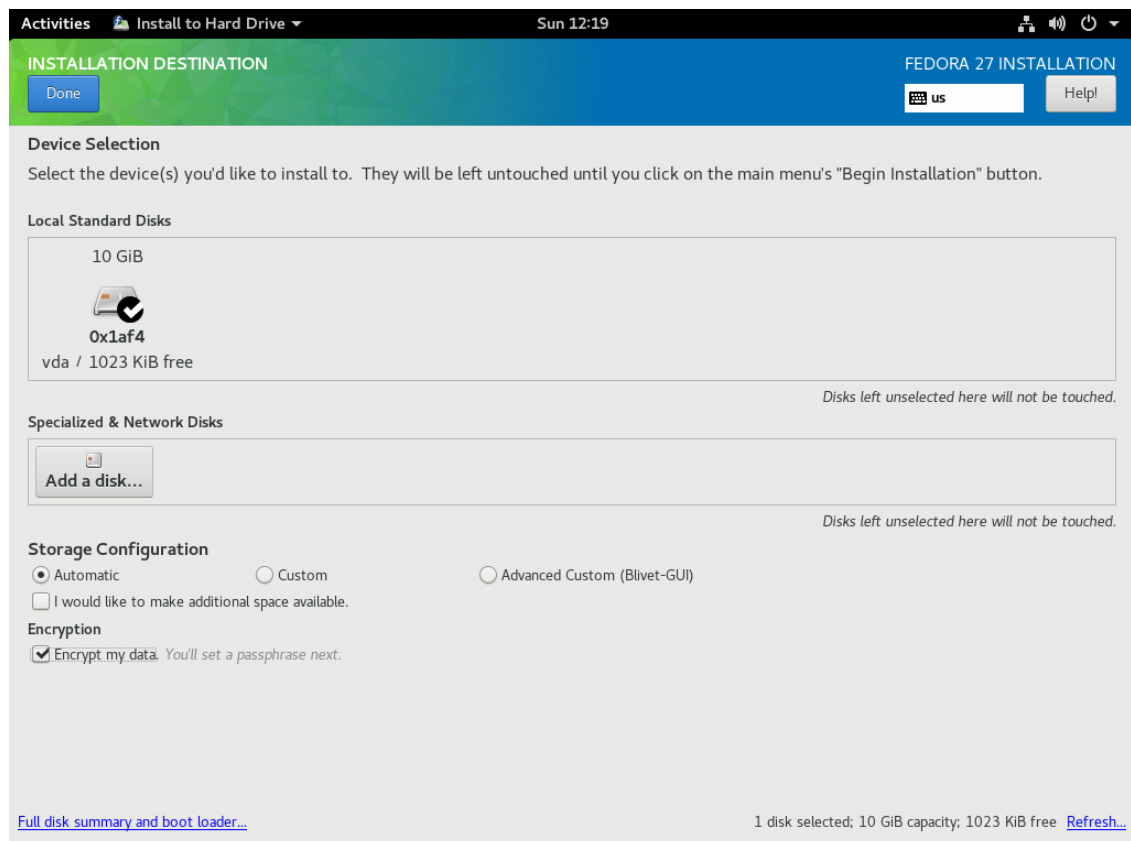 Activities Install to Hard Drive Sun 12:19
INSTALLATION DESTINATION FEDORA 27 INSTALLATION
Done us Help!
Device Selection
Select the device(s) you'd like to install to. They will be left untouched until you click on the main menu's "Begin Installation" button.
Local Standard Disks
10 GiB
0x1af4
vda / 1023 KiB free
Disks left unselected here will not be touched.
Specialized & Network Disks
Add a disk...
Disks left unselected here will not be touched.
Storage Configuration
Automatic Custom Advanced Custom (Blivet-GUI)
I would like to make additional space available.
Encryption
Encrypt my data. You'll set a passphrase next.
Full disk summary and boot loader... 1 disk selected; 10 GiB capacity; 1023 KiB free Refresh...